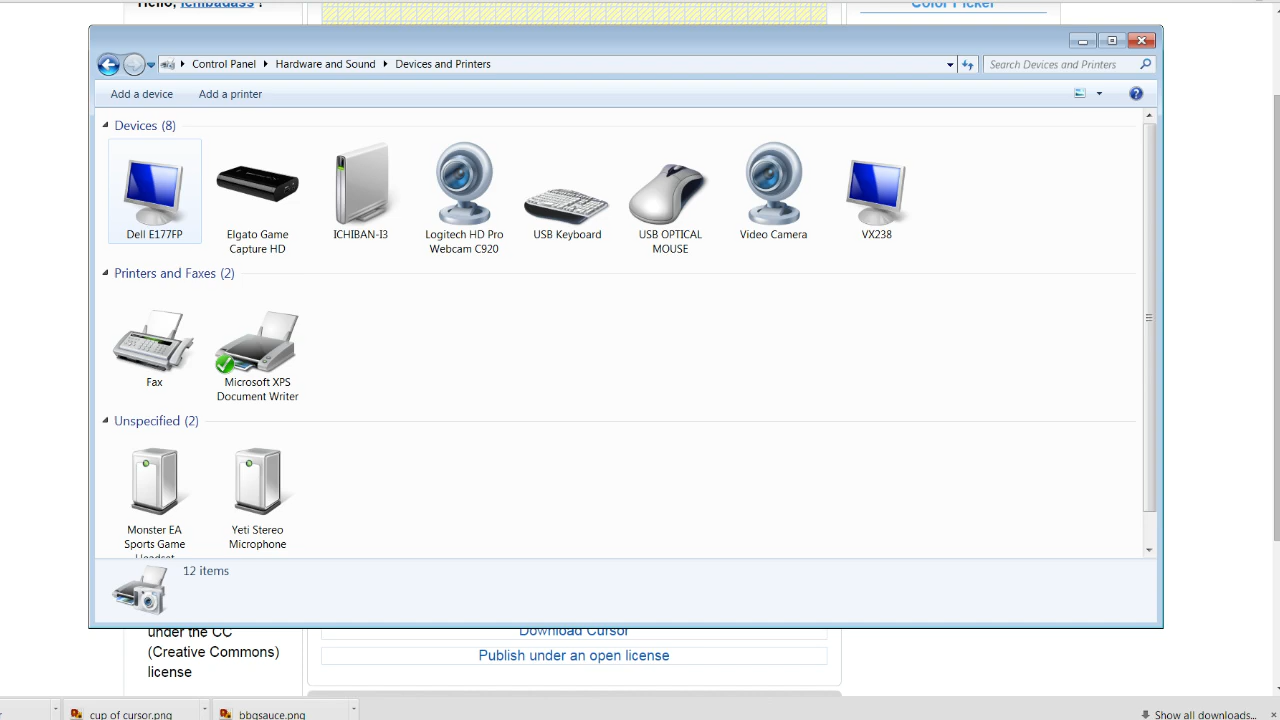 Hello, Ichibadass !
Color Picker
Control Panel Hardware and Sound Devices and Printers
Search Devices and Printers
Add a device Add a printer
Devices (8)
Dell E177FP
Elgato Game
Capture HD
ICHIBAN-I3
Logitech HD Pro
Webcam C920
USB Keyboard
USB OPTICAL
MOUSE
Video Camera
VX238
Printers and Faxes (2)
Fax
Microsoft XPS
Document Writer
Unspecified (2)
Monster EA
Sports Game
Headset
Yeti Stereo
Microphone
12 items
under the CC
(Creative Commons)
license
Download Cursor
Publish under an open license
cup of cursor.png
bbqsauce.png
Show all downloads...